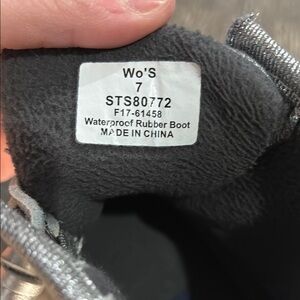 Wo'S
7
STS80772
F17-61458
Waterproof Rubber Boot
MADE IN CHINA